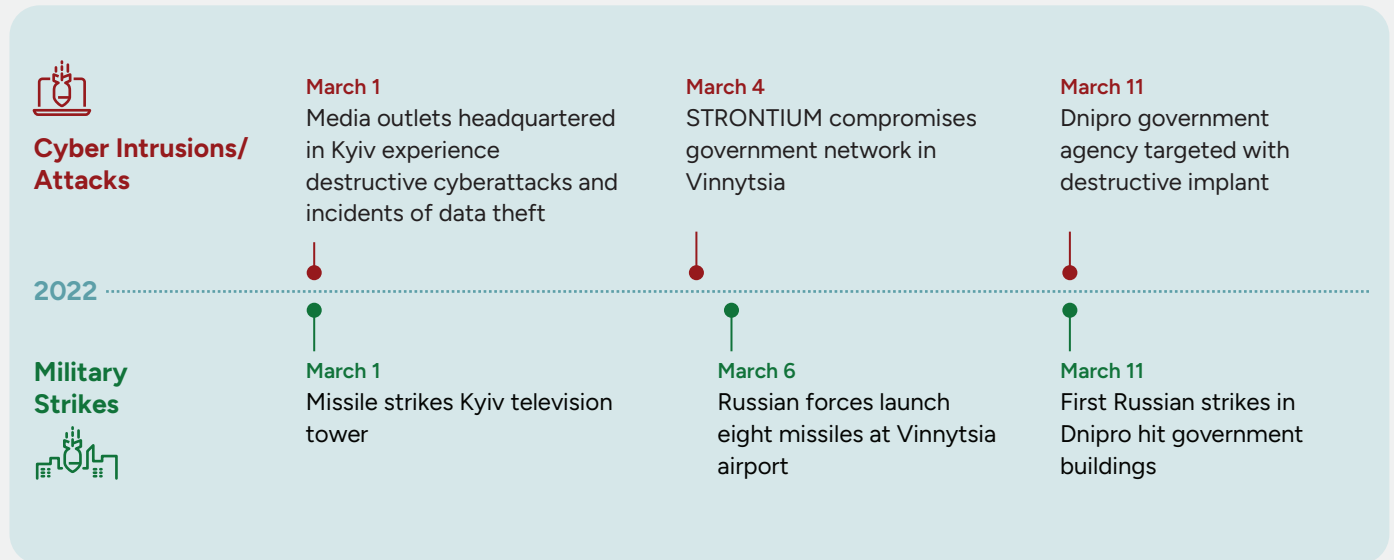 Cyber Intrusions/
Attacks
March 1
Media outlets headquartered
in Kyiv experience
destructive cyberattacks and
incidents of data theft
March 4
STRONTIUM compromises
government network in
Vinnytsia
March 11
Dnipro government
agency targeted with
destructive implant
2022
Military
Strikes
March 1
Missile strikes Kyiv television
tower
March 6
Russian forces launch
eight missiles at Vinnytsia
airport
March 11
First Russian strikes in
Dnipro hit government
buildings